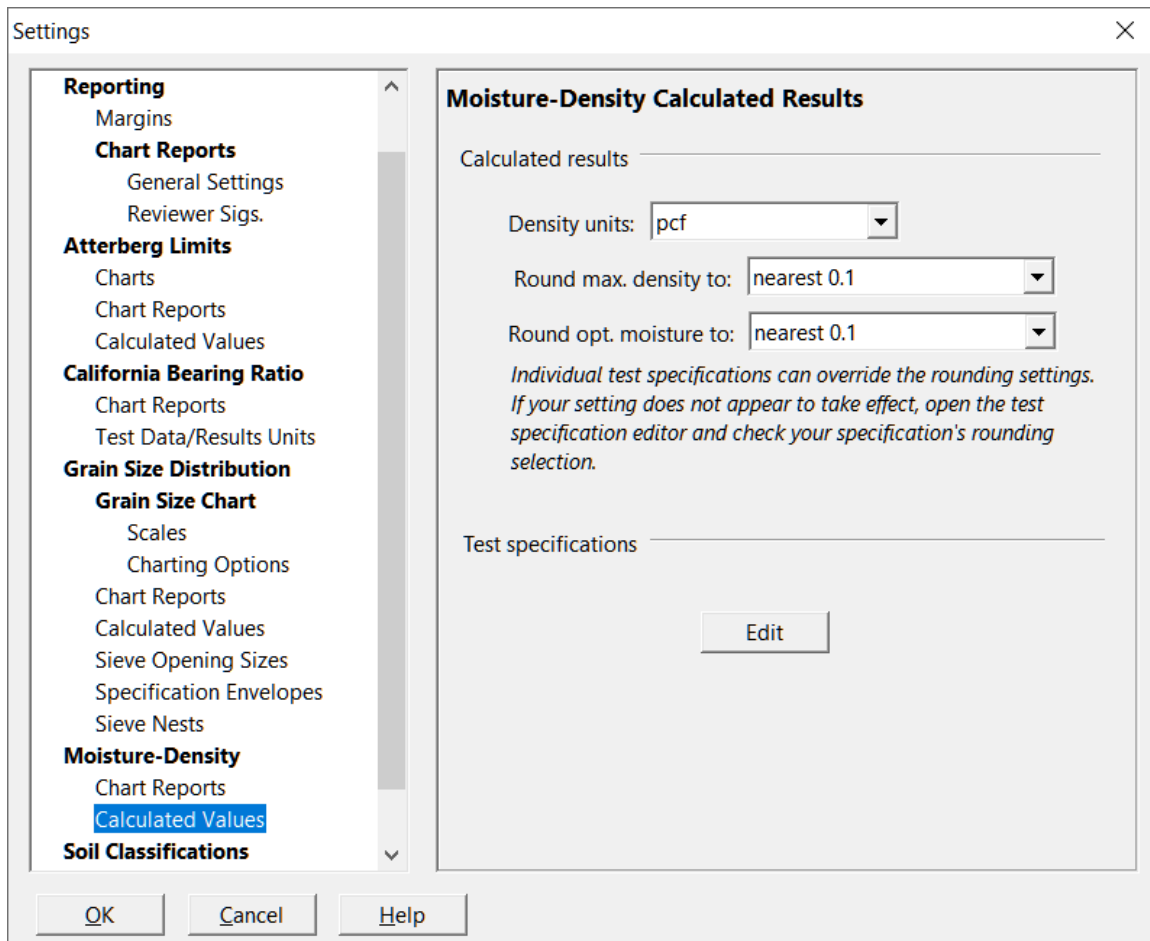 Settings
Reporting
Margins
Chart Reports
General Settings
Reviewer Sigs.
Atterberg Limits
Charts
Chart Reports
Calculated Values
California Bearing Ratio
Chart Reports
Test Data/Results Units
Grain Size Distribution
Grain Size Chart
Scales
Charting Options
Chart Reports
Calculated Values
Sieve Opening Sizes
Specification Envelopes
Sieve Nests
Moisture-Density
Chart Reports
Calculated Values
Soil Classifications
Moisture-Density Calculated Results
Calculated results
Density units: pcf
Round max. density to: nearest 0.1
Round opt. moisture to: nearest 0.1
Individual test specifications can override the rounding settings.
If your setting does not appear to take effect, open the test
specification editor and check your specification's rounding
selection.
Test specifications
Edit
OK Cancel Help